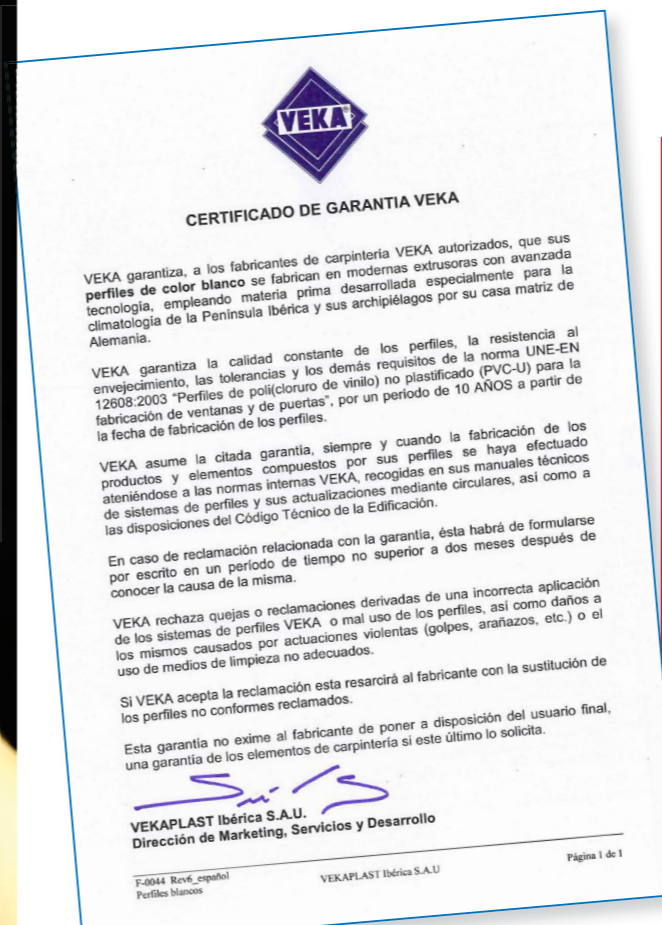 VEKA®
CERTIFICADO DE GARANTIA VEKA
VEKA garantiza, a los fabricantes de carpintería VEKA autorizados, que sus
perfiles de color blanco se fabrican en modernas extrusoras con avanzada
tecnología, empleando materia prima desarrollada especialmente para la
climatología de la Península Ibérica y sus archipiélagos por su casa matriz de
Alemania.
VEKA garantiza la calidad constante de los perfiles, la resistencia al
envejecimiento, las tolerancias y los demás requisitos de la norma UNE-EN
12608:2003 “Perfiles de poli(cloruro de vinilo) no plastificado (PVC-U) para la
fabricación de ventanas y de puertas”, por un período de 10 AÑOS a partir de
la fecha de fabricación de los perfiles.
VEKA asume la citada garantía, siempre y cuando la fabricación de los
productos y elementos compuestos por sus perfiles se haya efectuado
ateniéndose a las normas internas VEKA, recogidas en sus manuales técnicos
de sistemas de perfiles y sus actualizaciones mediante circulares, así como a
las disposiciones del Código Técnico de la Edificación.
En caso de reclamación relacionada con la garantía, ésta habrá de formularse
por escrito en un período de tiempo no superior a dos meses después de
conocer la causa de la misma.
VEKA rechaza quejas o reclamaciones derivadas de una incorrecta aplicación
de los sistemas de perfiles VEKA o mal uso de los perfiles, así como daños a
los mismos causados por actuaciones violentas (golpes, arañazos, etc.) o el
uso de medios de limpieza no adecuados.
Si VEKA acepta la reclamación esta resarcirá al fabricante con la sustitución de
los perfiles no conformes reclamados.
Esta garantía no exime al fabricante de poner a disposición del usuario final,
una garantía de los elementos de carpintería si este último lo solicita.
VEKAPLAST Ibérica S.A.U.
Dirección de Marketing, Servicios y Desarrollo
F-0044 Rev6_español
Perfiles blancos
VEKAPLAST Ibérica S.A.U
Página 1 de 1